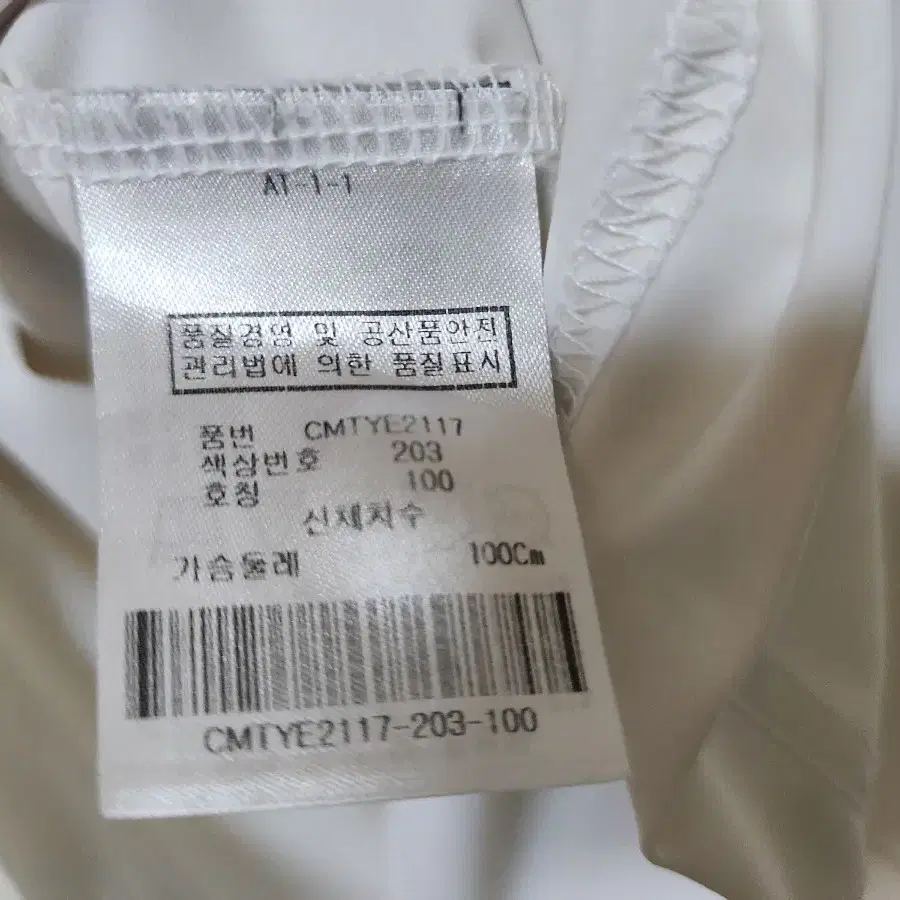 AT-1-1
품질경영 및 공산품안전
관리법에 의한 품질표시
품번 CMTYE2117
색상번호 203
호칭 100
신체치수
가슴둘레 100Cm
CMTYE2117-203-100